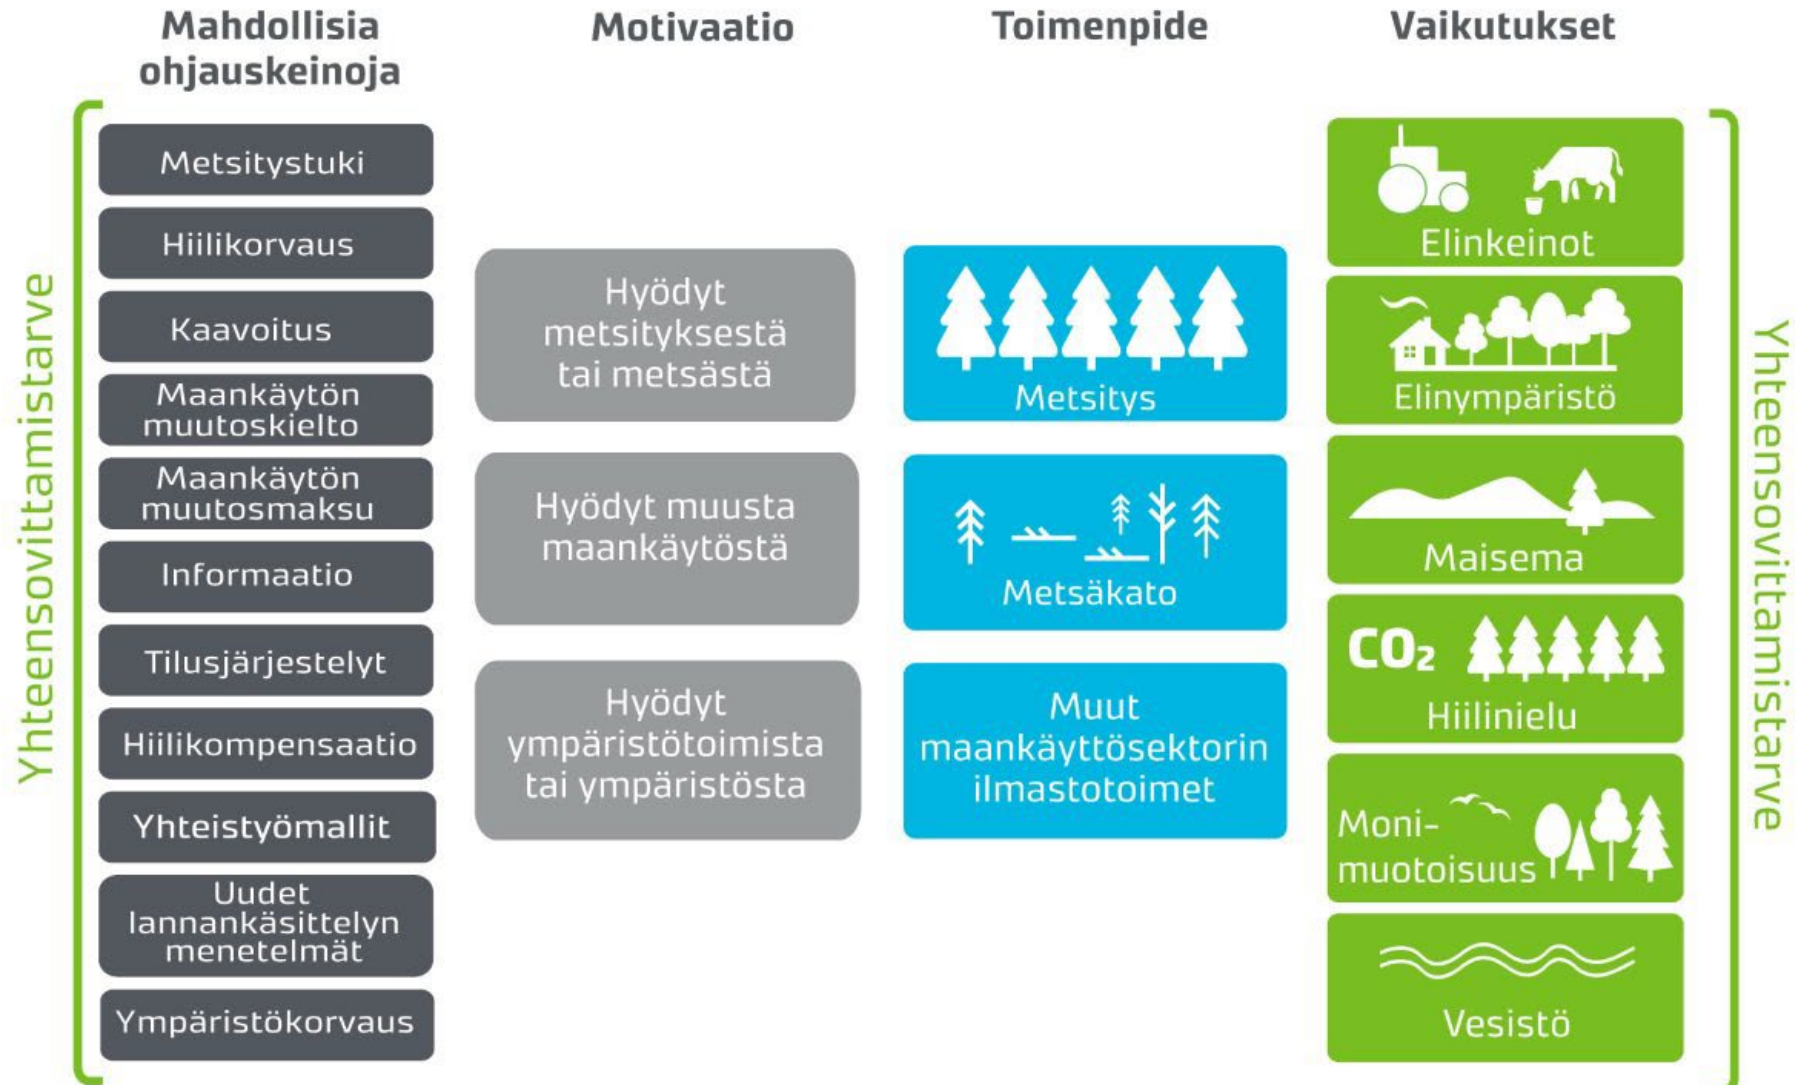 Mahdollisia
ohjauskeinoja
Motivaatio
Toimenpide
Vaikutukset
Yhteensovittamistarve
Metsitystuki
Hiilikorvaus
Kaavoitus
Maankäytön
muutoskielto
Maankäytön
muutosmaksu
Informaatio
Tilusjärjestelyt
Hiilikompensaatio
Yhteistyömallit
Uudet
lannankäsittelyn
menetelmät
Ympäristökorvaus
Hyödyt
metsityksestä
tai metsästä
Hyödyt muusta
maankäytöstä
Hyödyt
ympäristötoimista
tai ympäristösta
Metsitys
Metsäkato
Muut
maankäyttösektorin
ilmastotoimet
Elinkeinot
Elinympäristö
Maisema
CO₂
Hiilinielu
Moni-
muotoisuus
Vesistö
Yhteensovittamistarve